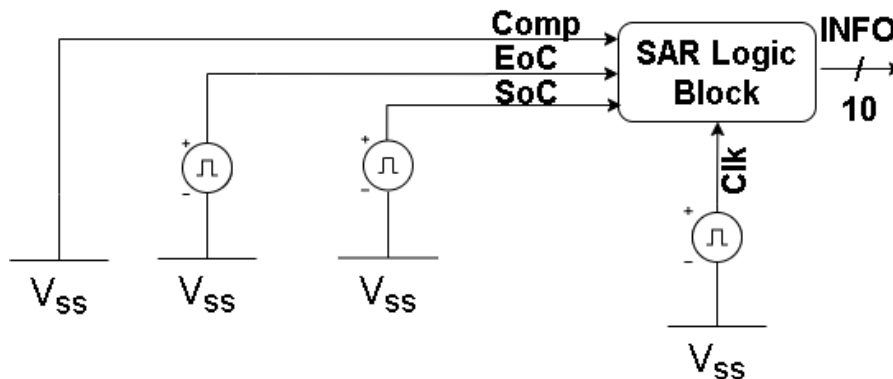 Comp
EoC
SoC
SAR Logic
Block
INFO
10
Clk
+
−
+
−
+
−
VSS
VSS
VSS
VSS